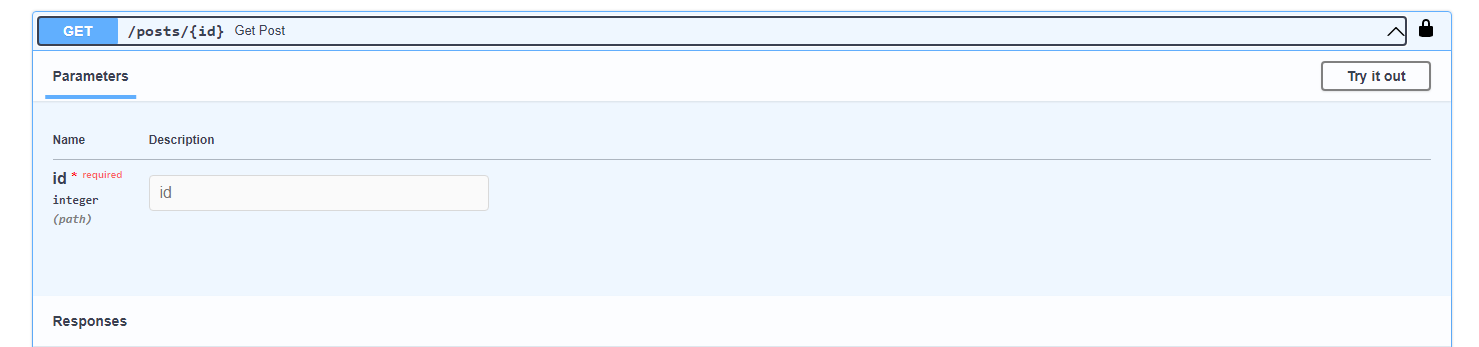 GET /posts/{id} Get Post
Parameters
Try it out
Name Description
id * required
integer
(path)
id
Responses